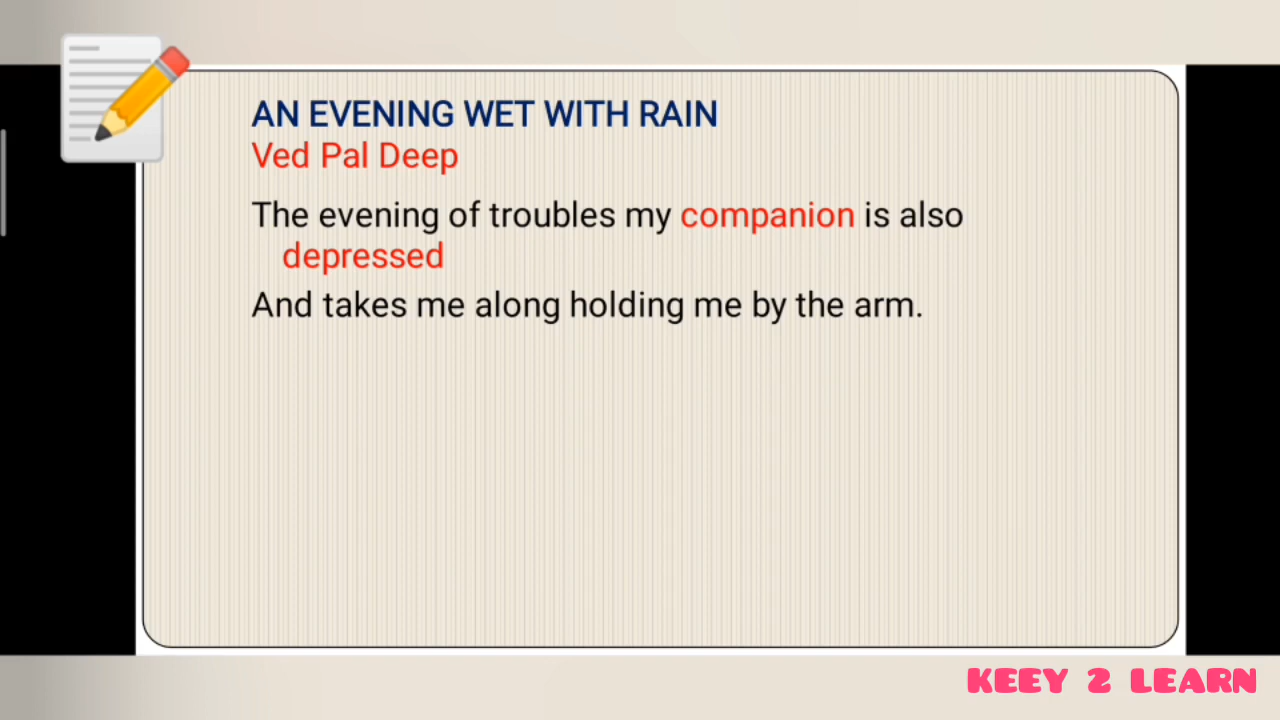 AN EVENING WET WITH RAIN
Ved Pal Deep
The evening of troubles my companion is also
depressed
And takes me along holding me by the arm.
KEEY 2 LEARN